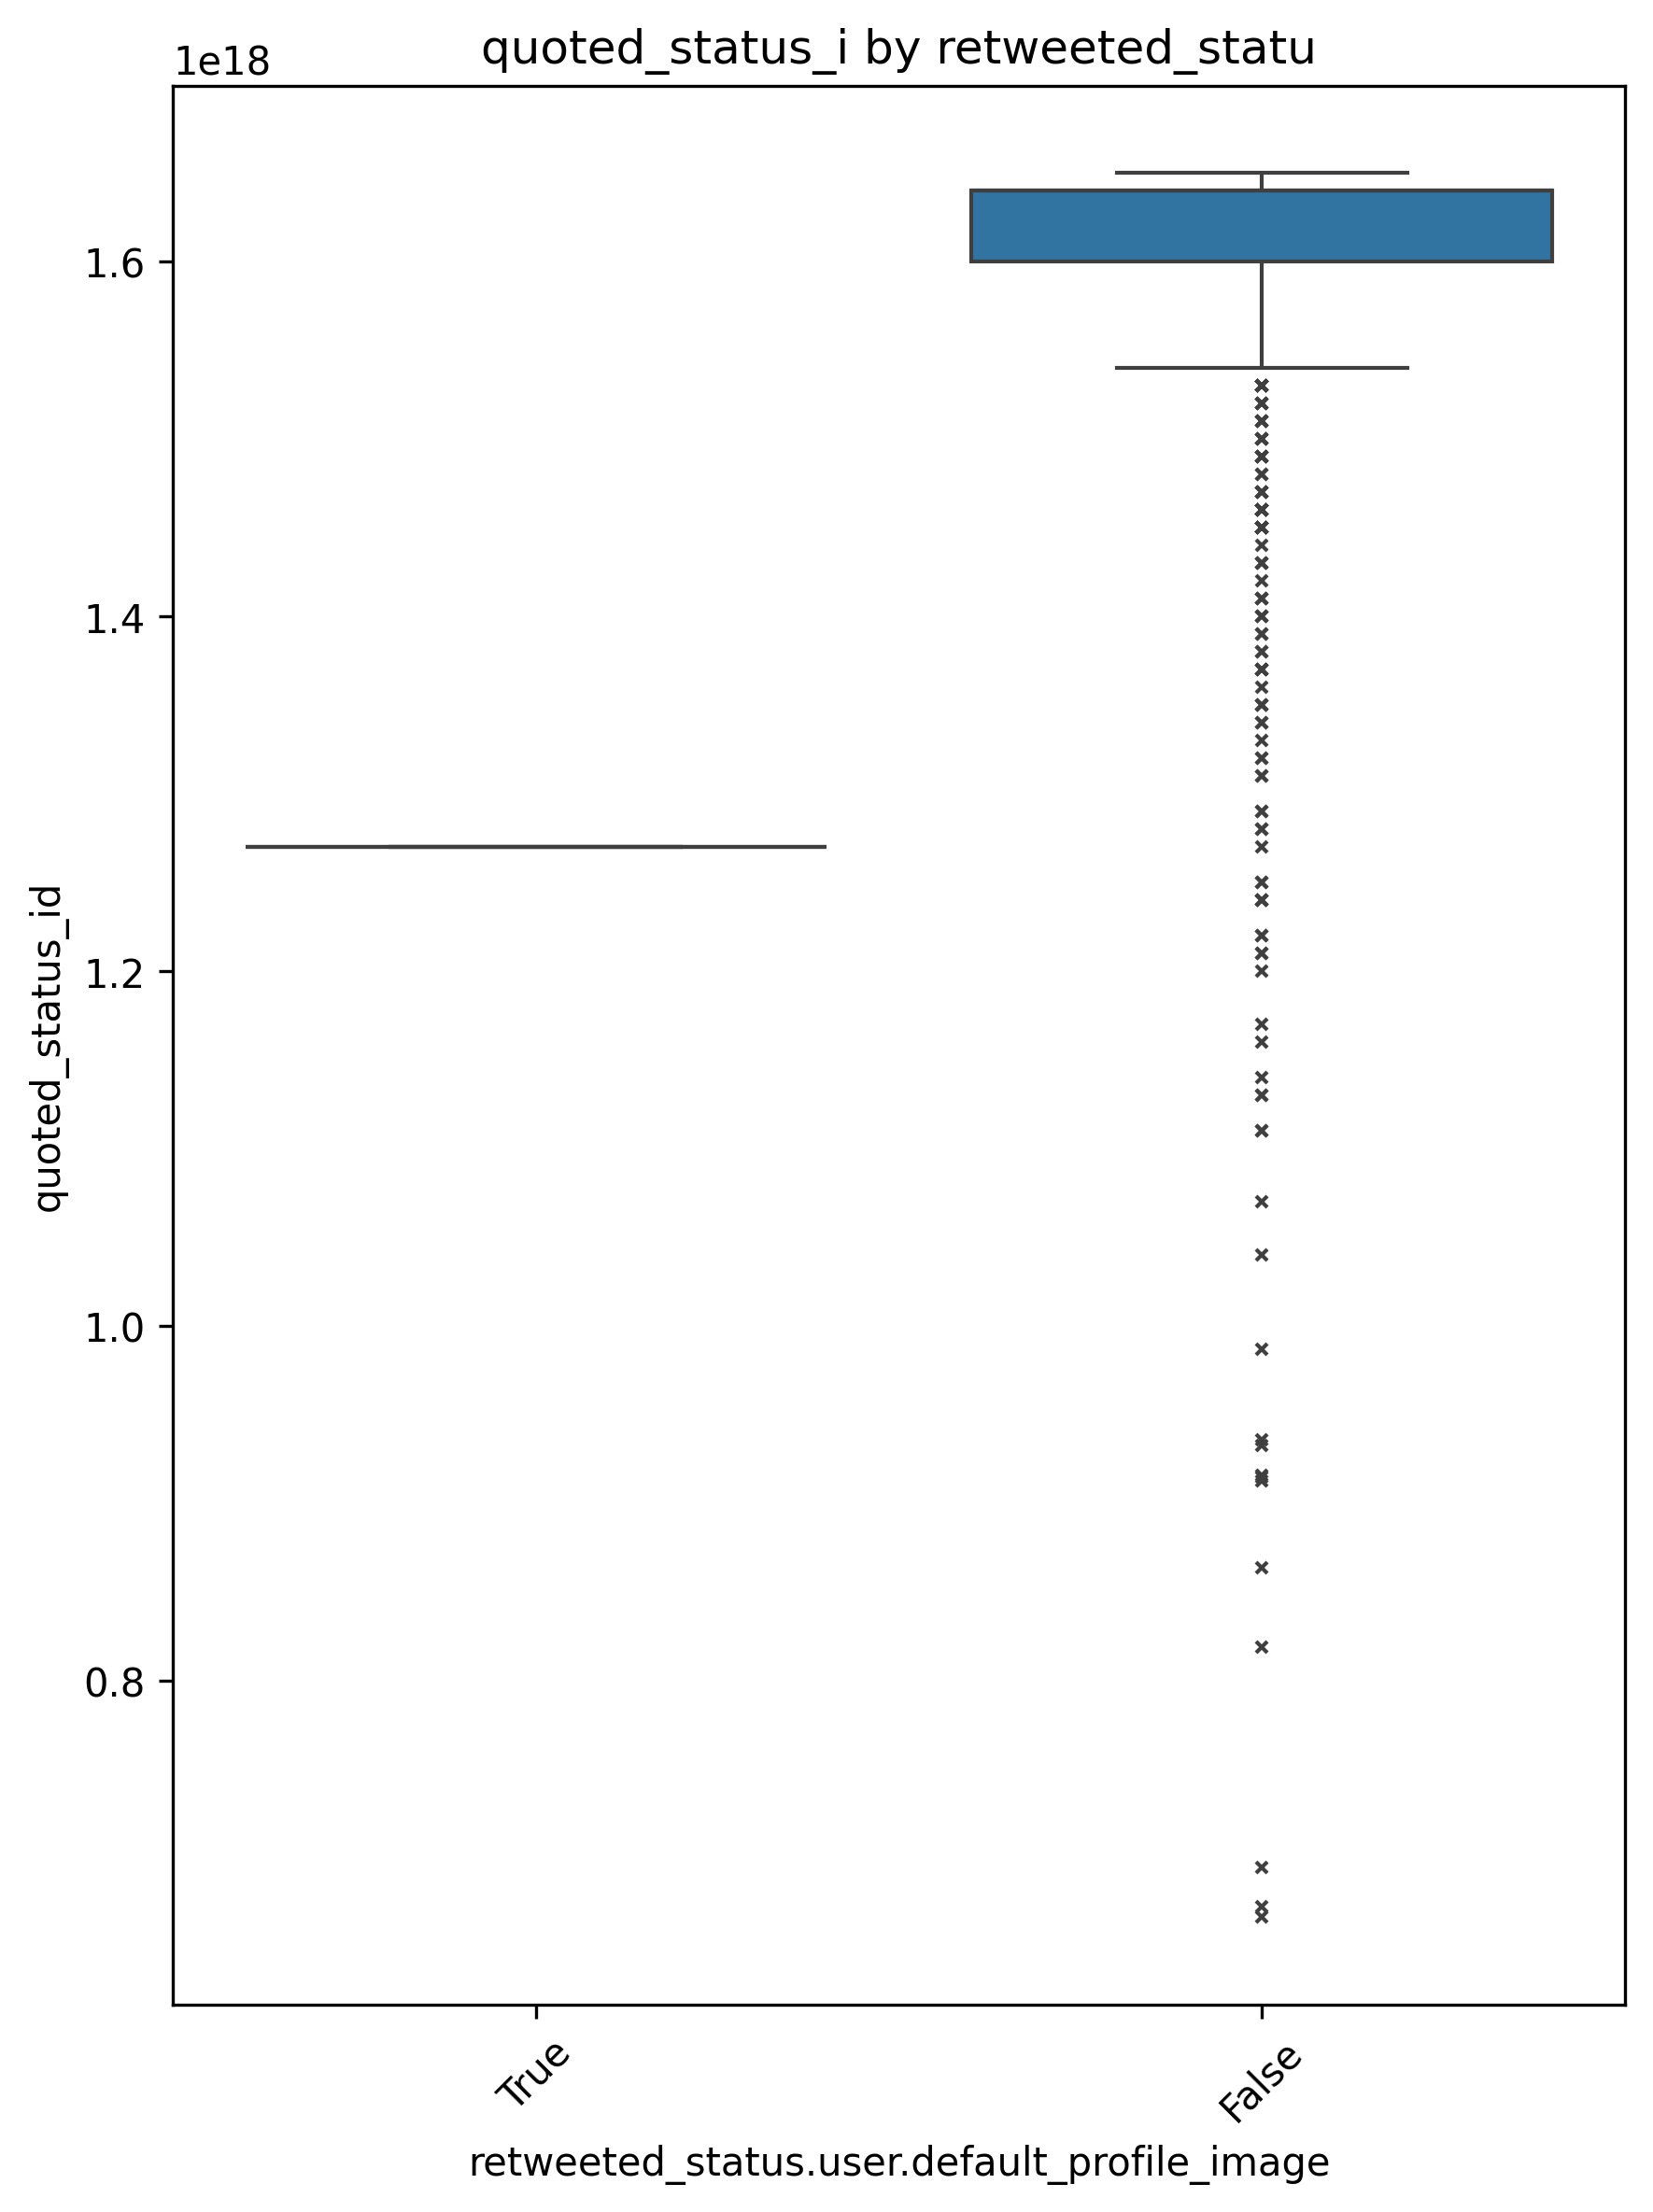 quoted_status_i by retweeted_statu
1e18
1.6
1.4
1.2
1.0
0.8
quoted_status_id
True
False
retweeted_status.user.default_profile_image